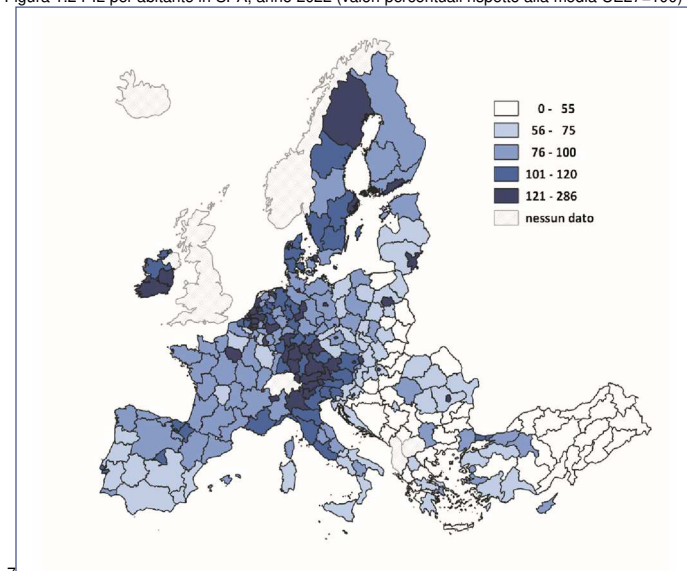 Figura 1.2 PIL per abitante in SPA, anno 2022 (valori percentuali rispetto alla media UE27=100)
0 - 55
56 - 75
76 - 100
101 - 120
121 - 286
nessun dato
7